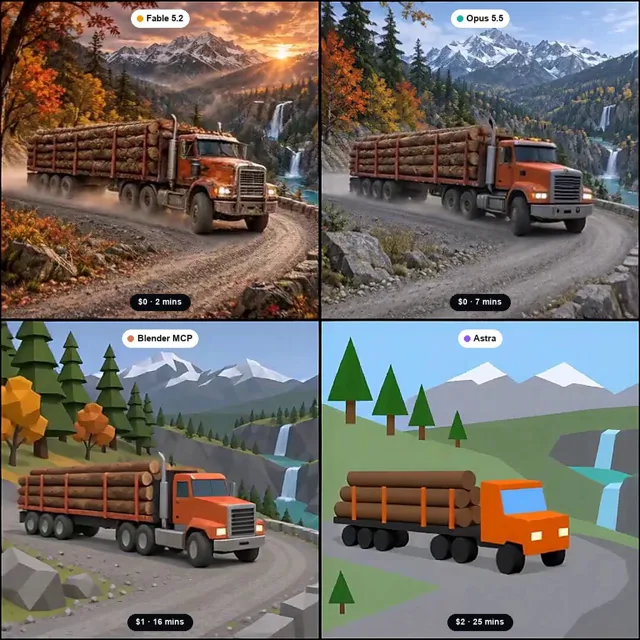 Fable 5.2
Opus 5.5
$0 · 2 mins
$0 · 7 mins
Blender MCP
Astra
$1 · 16 mins
$2 · 25 mins